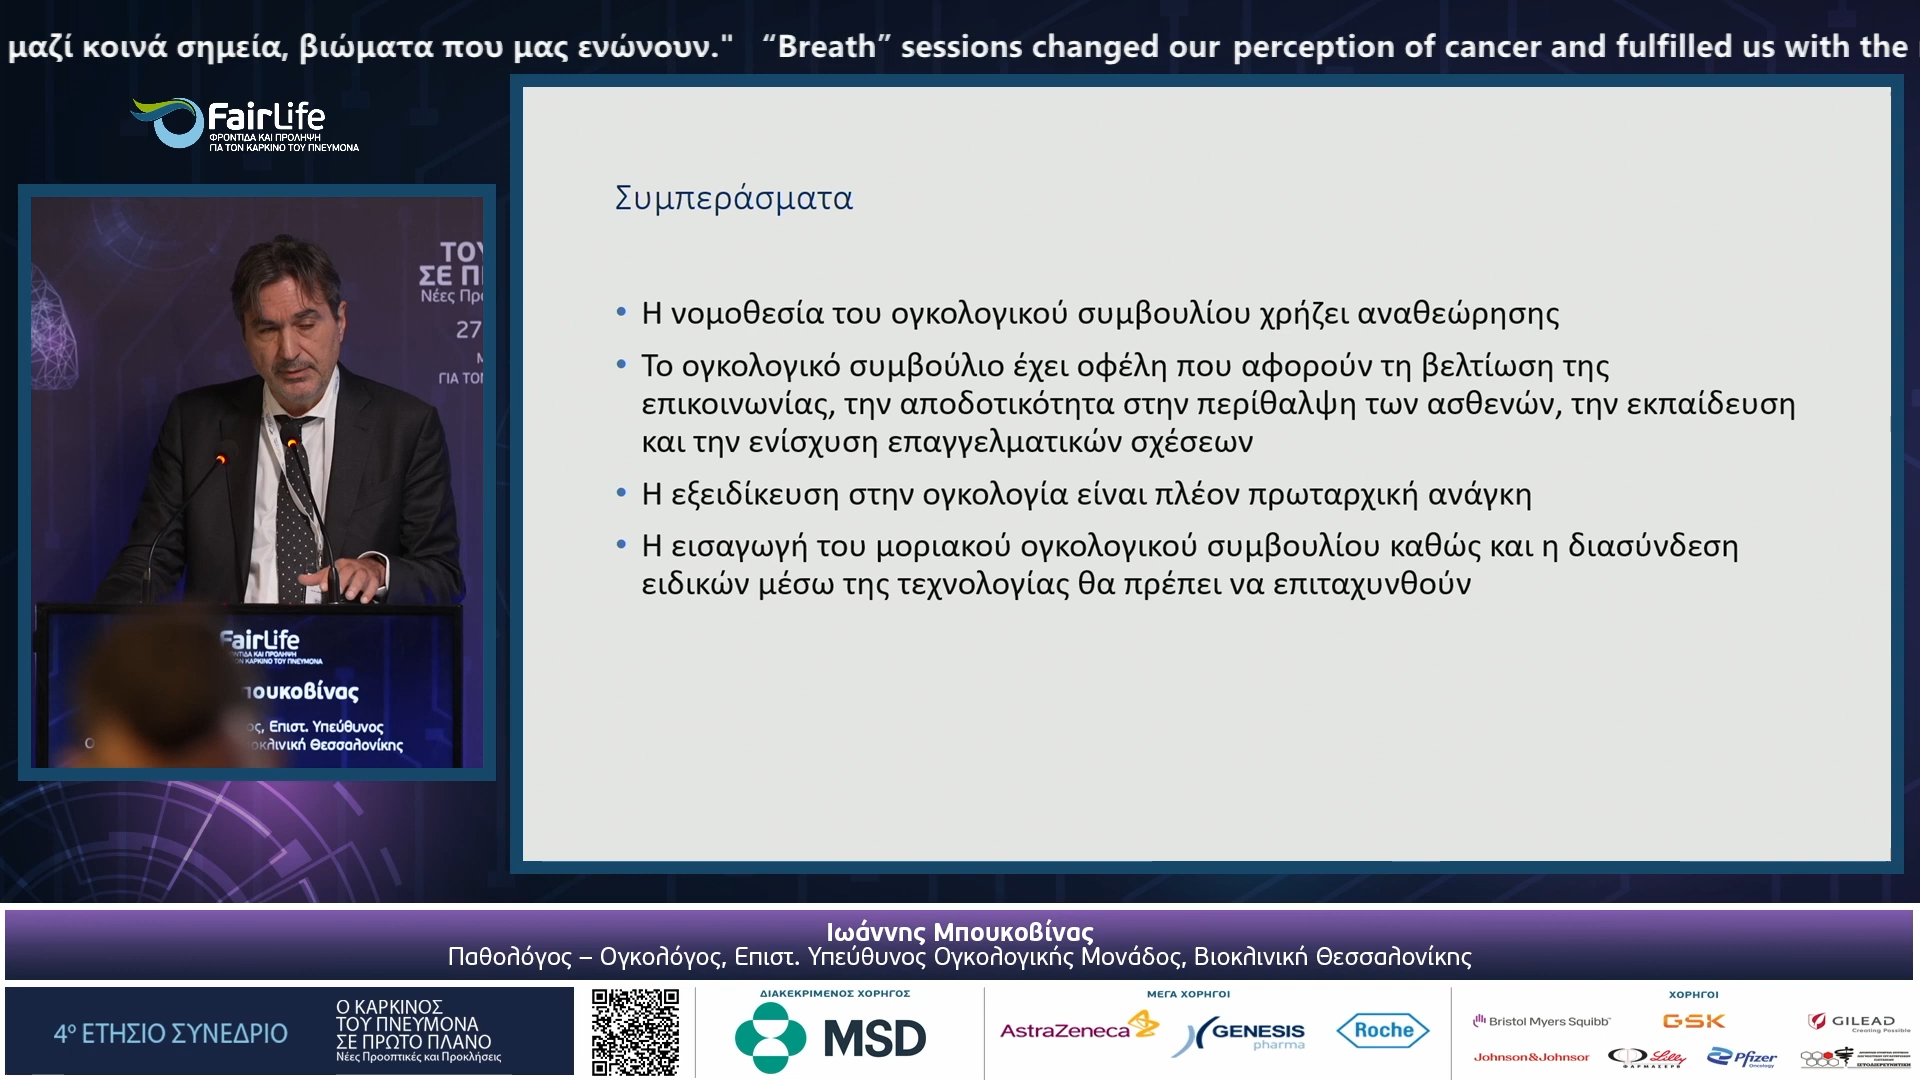 μαζί κοινά σημεία, βιώματα που μας ενώνουν." “Breath” sessions changed our perception of cancer and fulfilled us with the
FairLife
ΦΡΟΝΤΙΔΑ ΚΑΙ ΠΡΟΛΗΨΗ
ΓΙΑ ΤΟΝ ΚΑΡΚΙΝΟ ΤΟΥ ΠΝΕΥΜΟΝΑ
ΤΟΥ
ΣΕ ΠΡ
Νέες Προ
27
ΓΙΑ ΤΟΝ
FairLife
ΚΑΙ ΠΡΟΛΗΨΗ
ΚΑΡΚΙΝΟ ΤΟΥ ΠΝΕΥΜΟΝΑ
πουκοβίνας
ος, Επιστ. Υπεύθυνος
οκλινική Θεσσαλονίκης
Συμπεράσματα
• Η νομοθεσία του ογκολογικού συμβουλίου χρήζει αναθεώρησης
• Το ογκολογικό συμβούλιο έχει οφέλη που αφορούν τη βελτίωση της
επικοινωνίας, την αποδοτικότητα στην περίθαλψη των ασθενών, την εκπαίδευση
και την ενίσχυση επαγγελματικών σχέσεων
• Η εξειδίκευση στην ογκολογία είναι πλέον πρωταρχική ανάγκη
• Η εισαγωγή του μοριακού ογκολογικού συμβουλίου καθώς και η διασύνδεση
ειδικών μέσω της τεχνολογίας θα πρέπει να επιταχυνθούν
Ιωάννης Μπουκοβίνας
Παθολόγος – Ογκολόγος, Επιστ. Υπεύθυνος Ογκολογικής Μονάδος, Βιοκλινική Θεσσαλονίκης
4ο ΕΤΗΣΙΟ ΣΥΝΕΔΡΙΟ
Ο ΚΑΡΚΙΝΟΣ
ΤΟΥ ΠΝΕΥΜΟΝΑ
ΣΕ ΠΡΩΤΟ ΠΛΑΝΟ
Νέες Προοπτικές και Προκλήσεις
ΔΙΑΚΕΚΡΙΜΕΝΟΣ ΧΟΡΗΓΟΣ
MSD
ΜΕΓΑ ΧΟΡΗΓΟΙ
AstraZeneca
GENESIS
pharma
Roche
ΧΟΡΗΓΟΙ
Bristol Myers Squibb
GSK
GILEAD
Creating Possible
Johnson&Johnson
Lilly
ΦΑΡΜΑΣΕΡΒ
Pfizer
Oncology